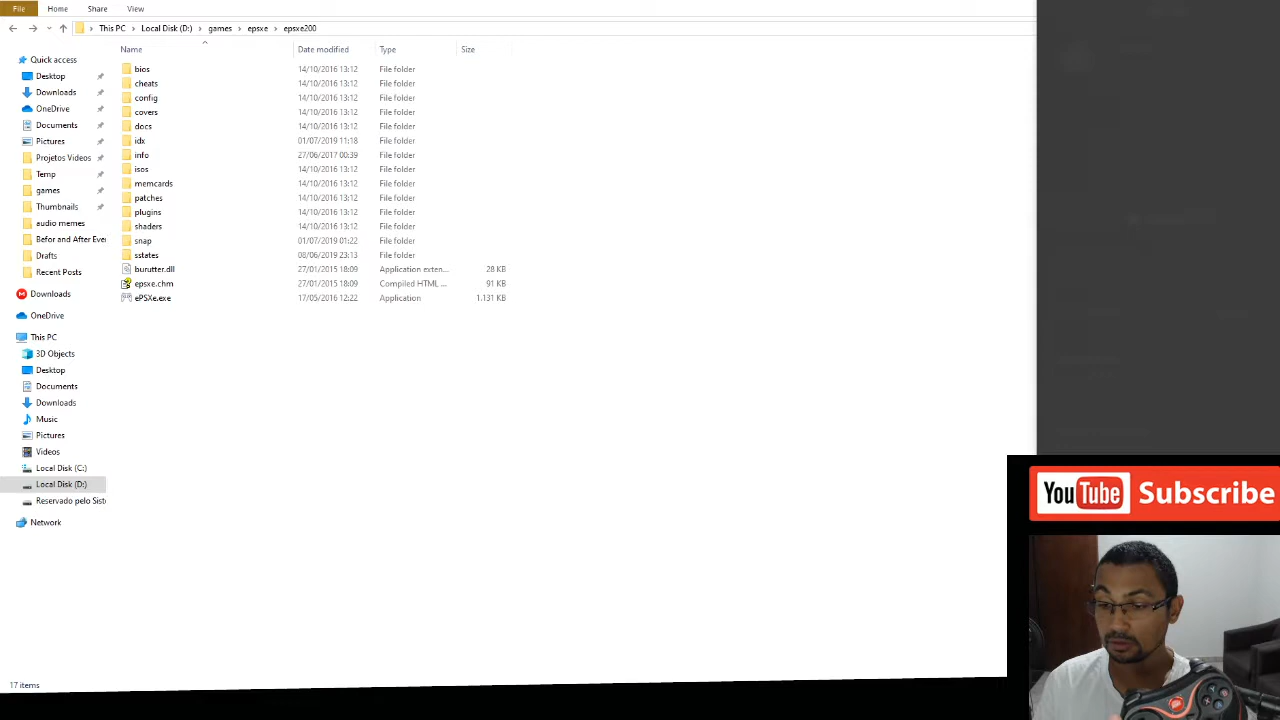 File Home Share View
This PC Local Disk (D:) games epsxe epsxe200
Name Date modified Type Size
bios 14/10/2016 13:12 File folder
cheats 14/10/2016 13:12 File folder
config 14/10/2016 13:12 File folder
covers 14/10/2016 13:12 File folder
docs 14/10/2016 13:12 File folder
idx 01/07/2019 11:18 File folder
info 27/06/2017 00:39 File folder
isos 14/10/2016 13:12 File folder
memcards 14/10/2016 13:12 File folder
patches 14/10/2016 13:12 File folder
plugins 14/10/2016 13:12 File folder
shaders 14/10/2016 13:12 File folder
snap 01/07/2019 01:22 File folder
sstates 08/06/2019 23:13 File folder
burutter.dll 27/01/2015 18:09 Application exten... 28 KB
epsxe.chm 27/01/2015 18:09 Compiled HTML ... 91 KB
ePSXe.exe 17/05/2016 12:22 Application 1.131 KB
Quick access
Desktop
Downloads
OneDrive
Documents
Pictures
Projetos Videos
Temp
games
Thumbnails
audio memes
Befor and After Ever
Drafts
Recent Posts
Downloads
OneDrive
This PC
3D Objects
Desktop
Documents
Downloads
Music
Pictures
Videos
Local Disk (C:)
Local Disk (D:)
Reservado pelo Sist
Network
17 items
YouTube Subscribe